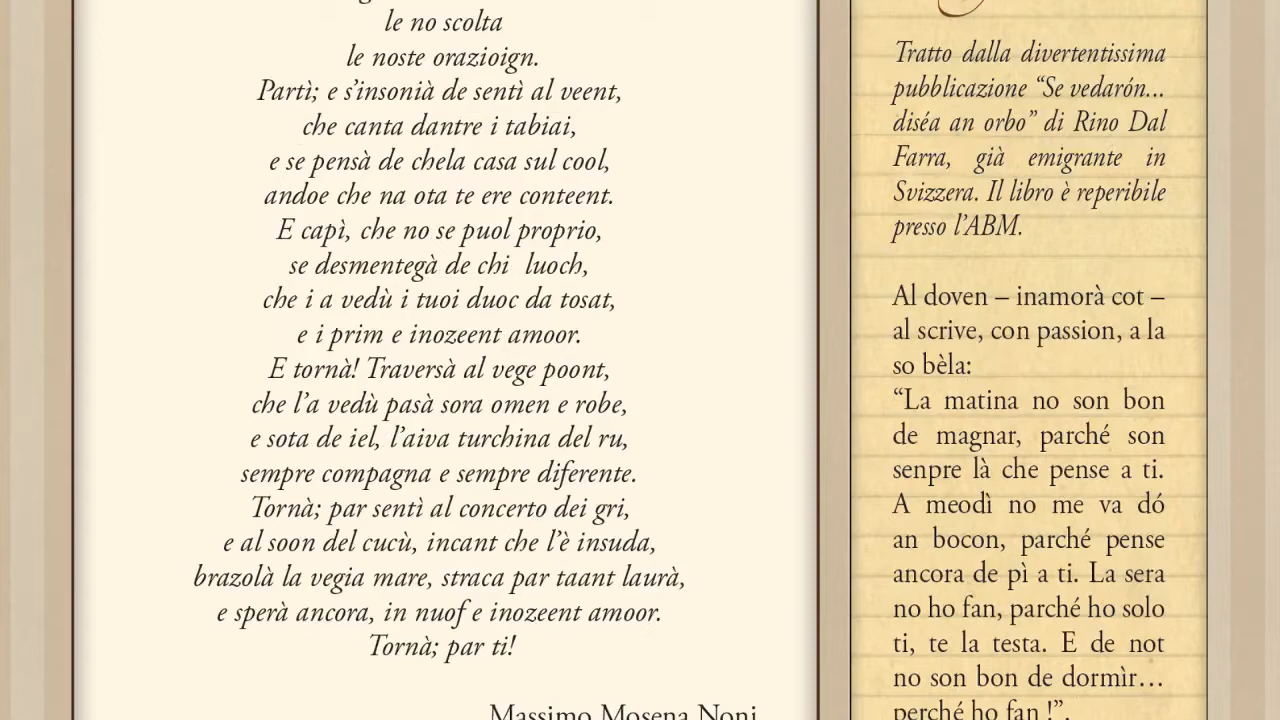 le no scolta
le noste orazioign.
Partì; e s’insonià de sentì al veent,
che canta dantre i tabiai,
e se pensà de chela casa sul cool,
andoe che na ota te ere conteent.
E capì, che no se puol proprio,
se desmentegà de chi  luoch,
che i a vedù i tuoi duoc da tosat,
e i prim e inozeent amoor.
E tornà! Traversà al vege poont,
che l’a vedù pasà sora omen e robe,
e sota de iel, l’aiva turchina del ru,
sempre compagna e sempre diferente.
Tornà; par sentì al concerto dei gri,
e al soon del cucù, incant che l’è insuda,
brazolà la vegia mare, straca par taant laurà,
e sperà ancora, in nuof e inozeent amoor.
Tornà; par ti!
Massimo Mosena Noni
Tratto dalla divertentissima
pubblicazione “Se vedarón...
diséa an orbo” di Rino Dal
Farra, già emigrante in
Svizzera. Il libro è reperibile
presso l’ABM.
Al doven – inamorà cot –
al scrive, con passion, a la
so bèla:
“La matina no son bon
de magnar, parché son
senpre là che pense a ti.
A meodì no me va dó
an bocon, parché pense
ancora de pì a ti. La sera
no ho fan, parché ho solo
ti, te la testa. E de not
no son bon de dormìr…
perché ho fan !”.